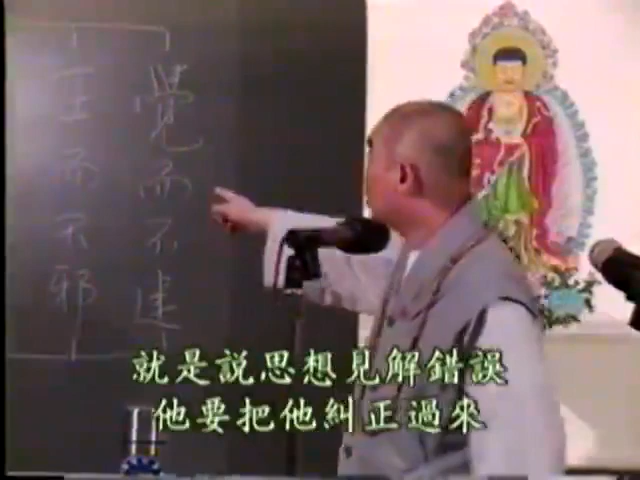 覺而不迷
正而不邪
就是說思想見解錯誤
他要把他糾正過來